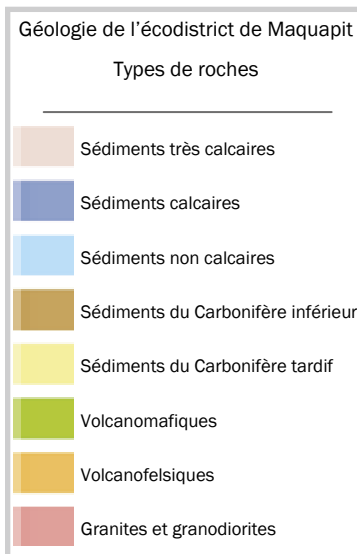 Géologie de l’écodistrict de Maquapit
Types de roches
Sédiments très calcaires
Sédiments calcaires
Sédiments non calcaires
Sédiments du Carbonifère inférieur
Sédiments du Carbonifère tardif
Volcanomafiques
Volcanofelsiques
Granites et granodiorites